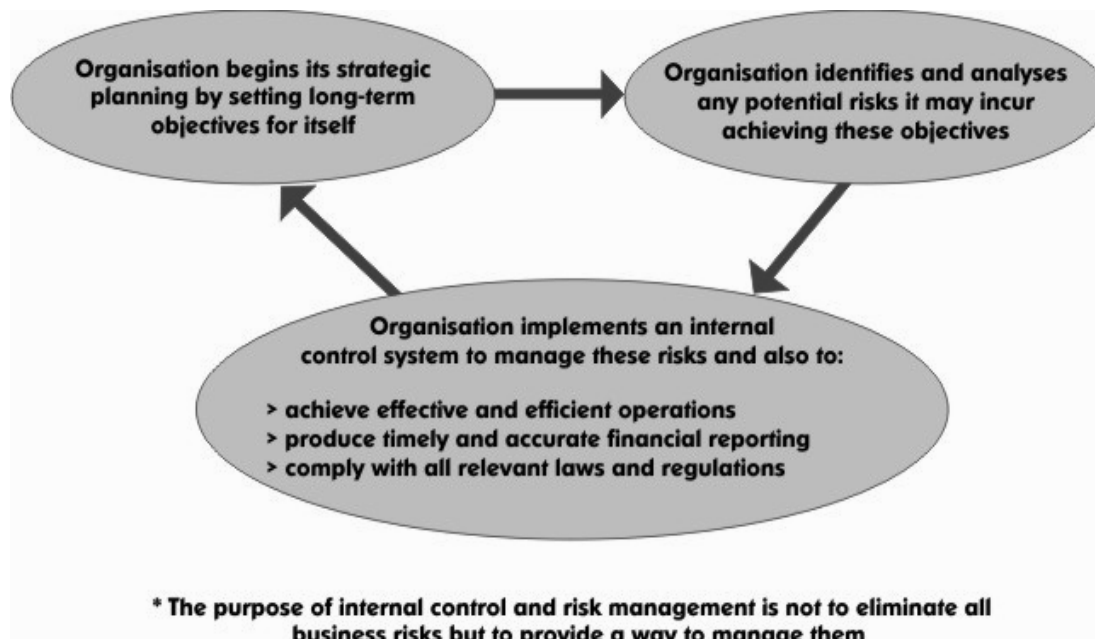 Organisation begins its strategic
planning by setting long-term
objectives for itself
Organisation identifies and analyses
any potential risks it may incur
achieving these objectives
Organisation implements an internal
control system to manage these risks and also to:
> achieve effective and efficient operations
> produce timely and accurate financial reporting
> comply with all relevant laws and regulations
* The purpose of internal control and risk management is not to eliminate all
business risks but to provide a way to manage them